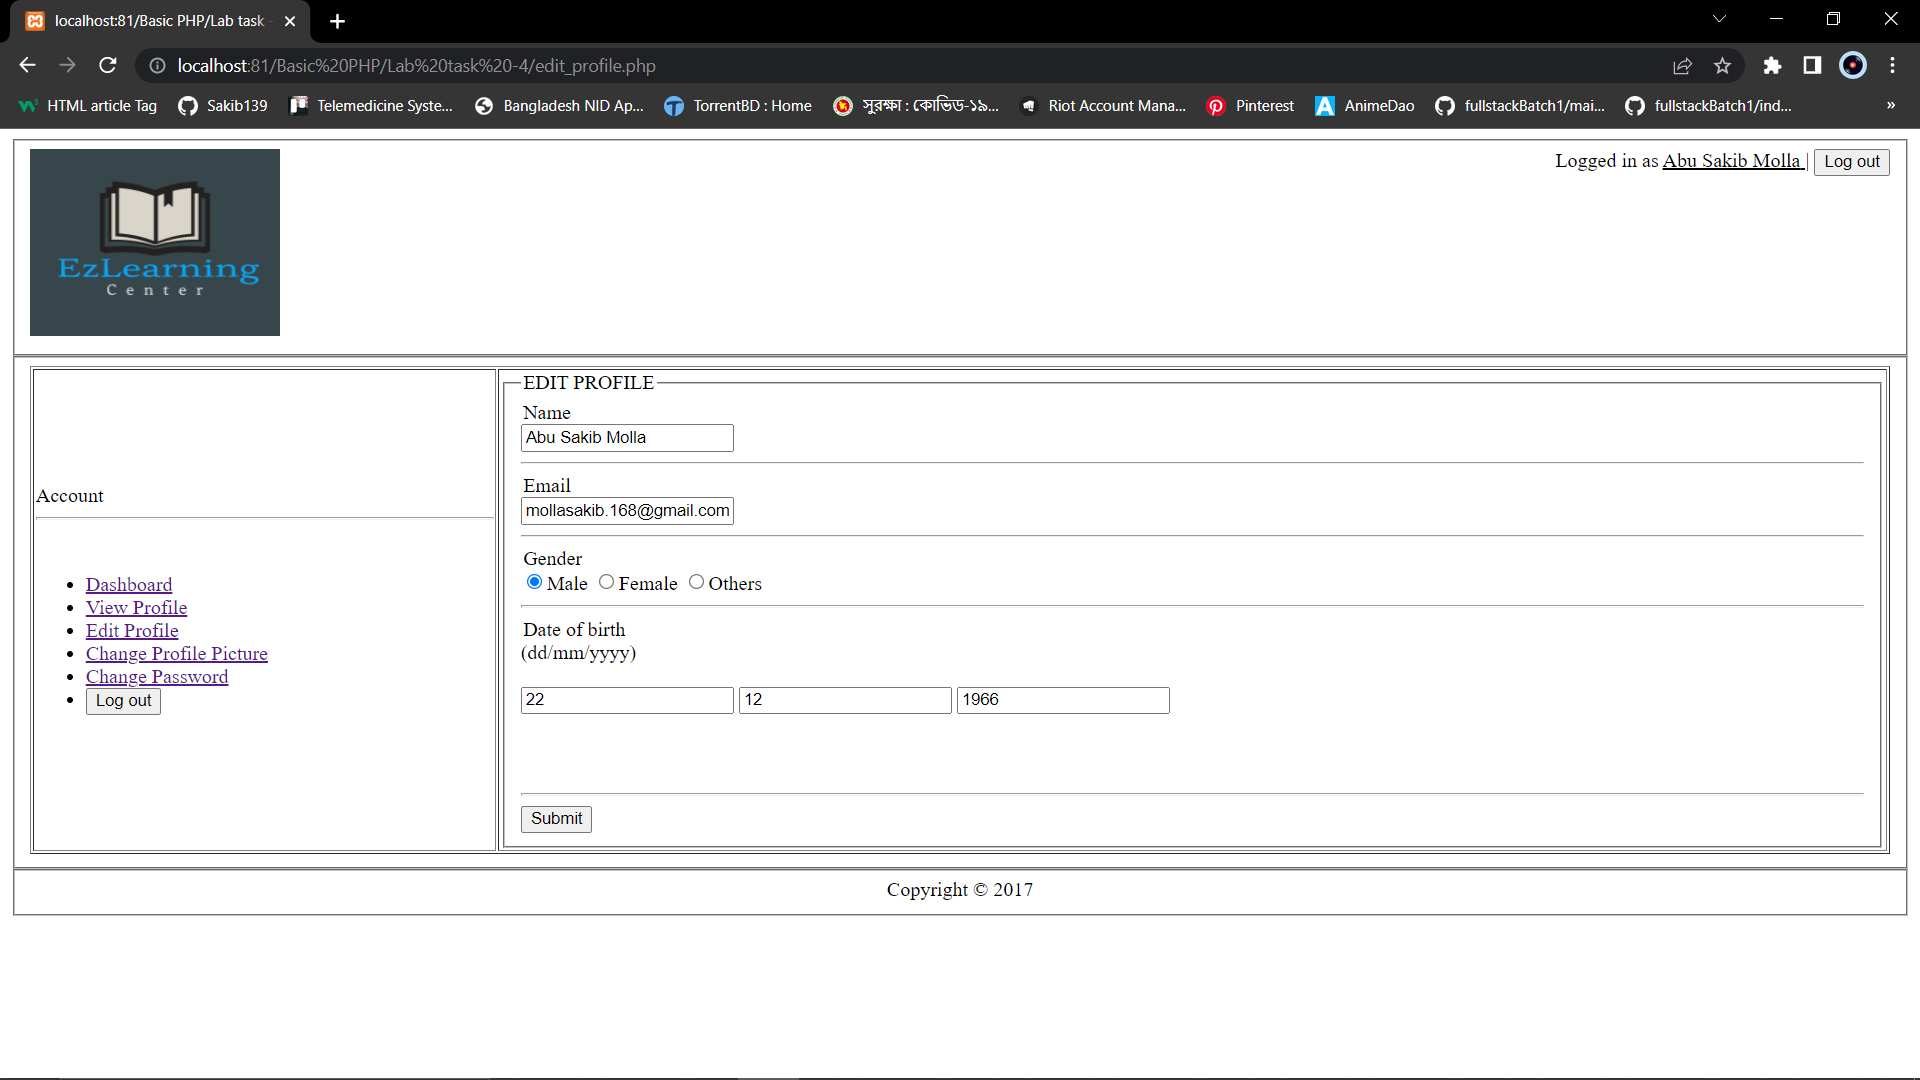 localhost:81/Basic PHP/Lab task -
localhost:81/Basic%20PHP/Lab%20task%20-4/edit_profile.php
HTML article Tag
Sakib139
Telemedicine Syste...
Bangladesh NID Ap...
TorrentBD : Home
সুরক্ষা : কোভিড-১৯...
Riot Account Mana...
Pinterest
AnimeDao
fullstackBatch1/mai...
fullstackBatch1/ind...
»
EzLearning
Center
Logged in as Abu Sakib Molla | Log out
Account
Dashboard
View Profile
Edit Profile
Change Profile Picture
Change Password
Log out
EDIT PROFILE
Name
Abu Sakib Molla
Email
mollasakib.168@gmail.com
Gender
Male Female Others
Date of birth
(dd/mm/yyyy)
22 12 1966
Submit
Copyright © 2017